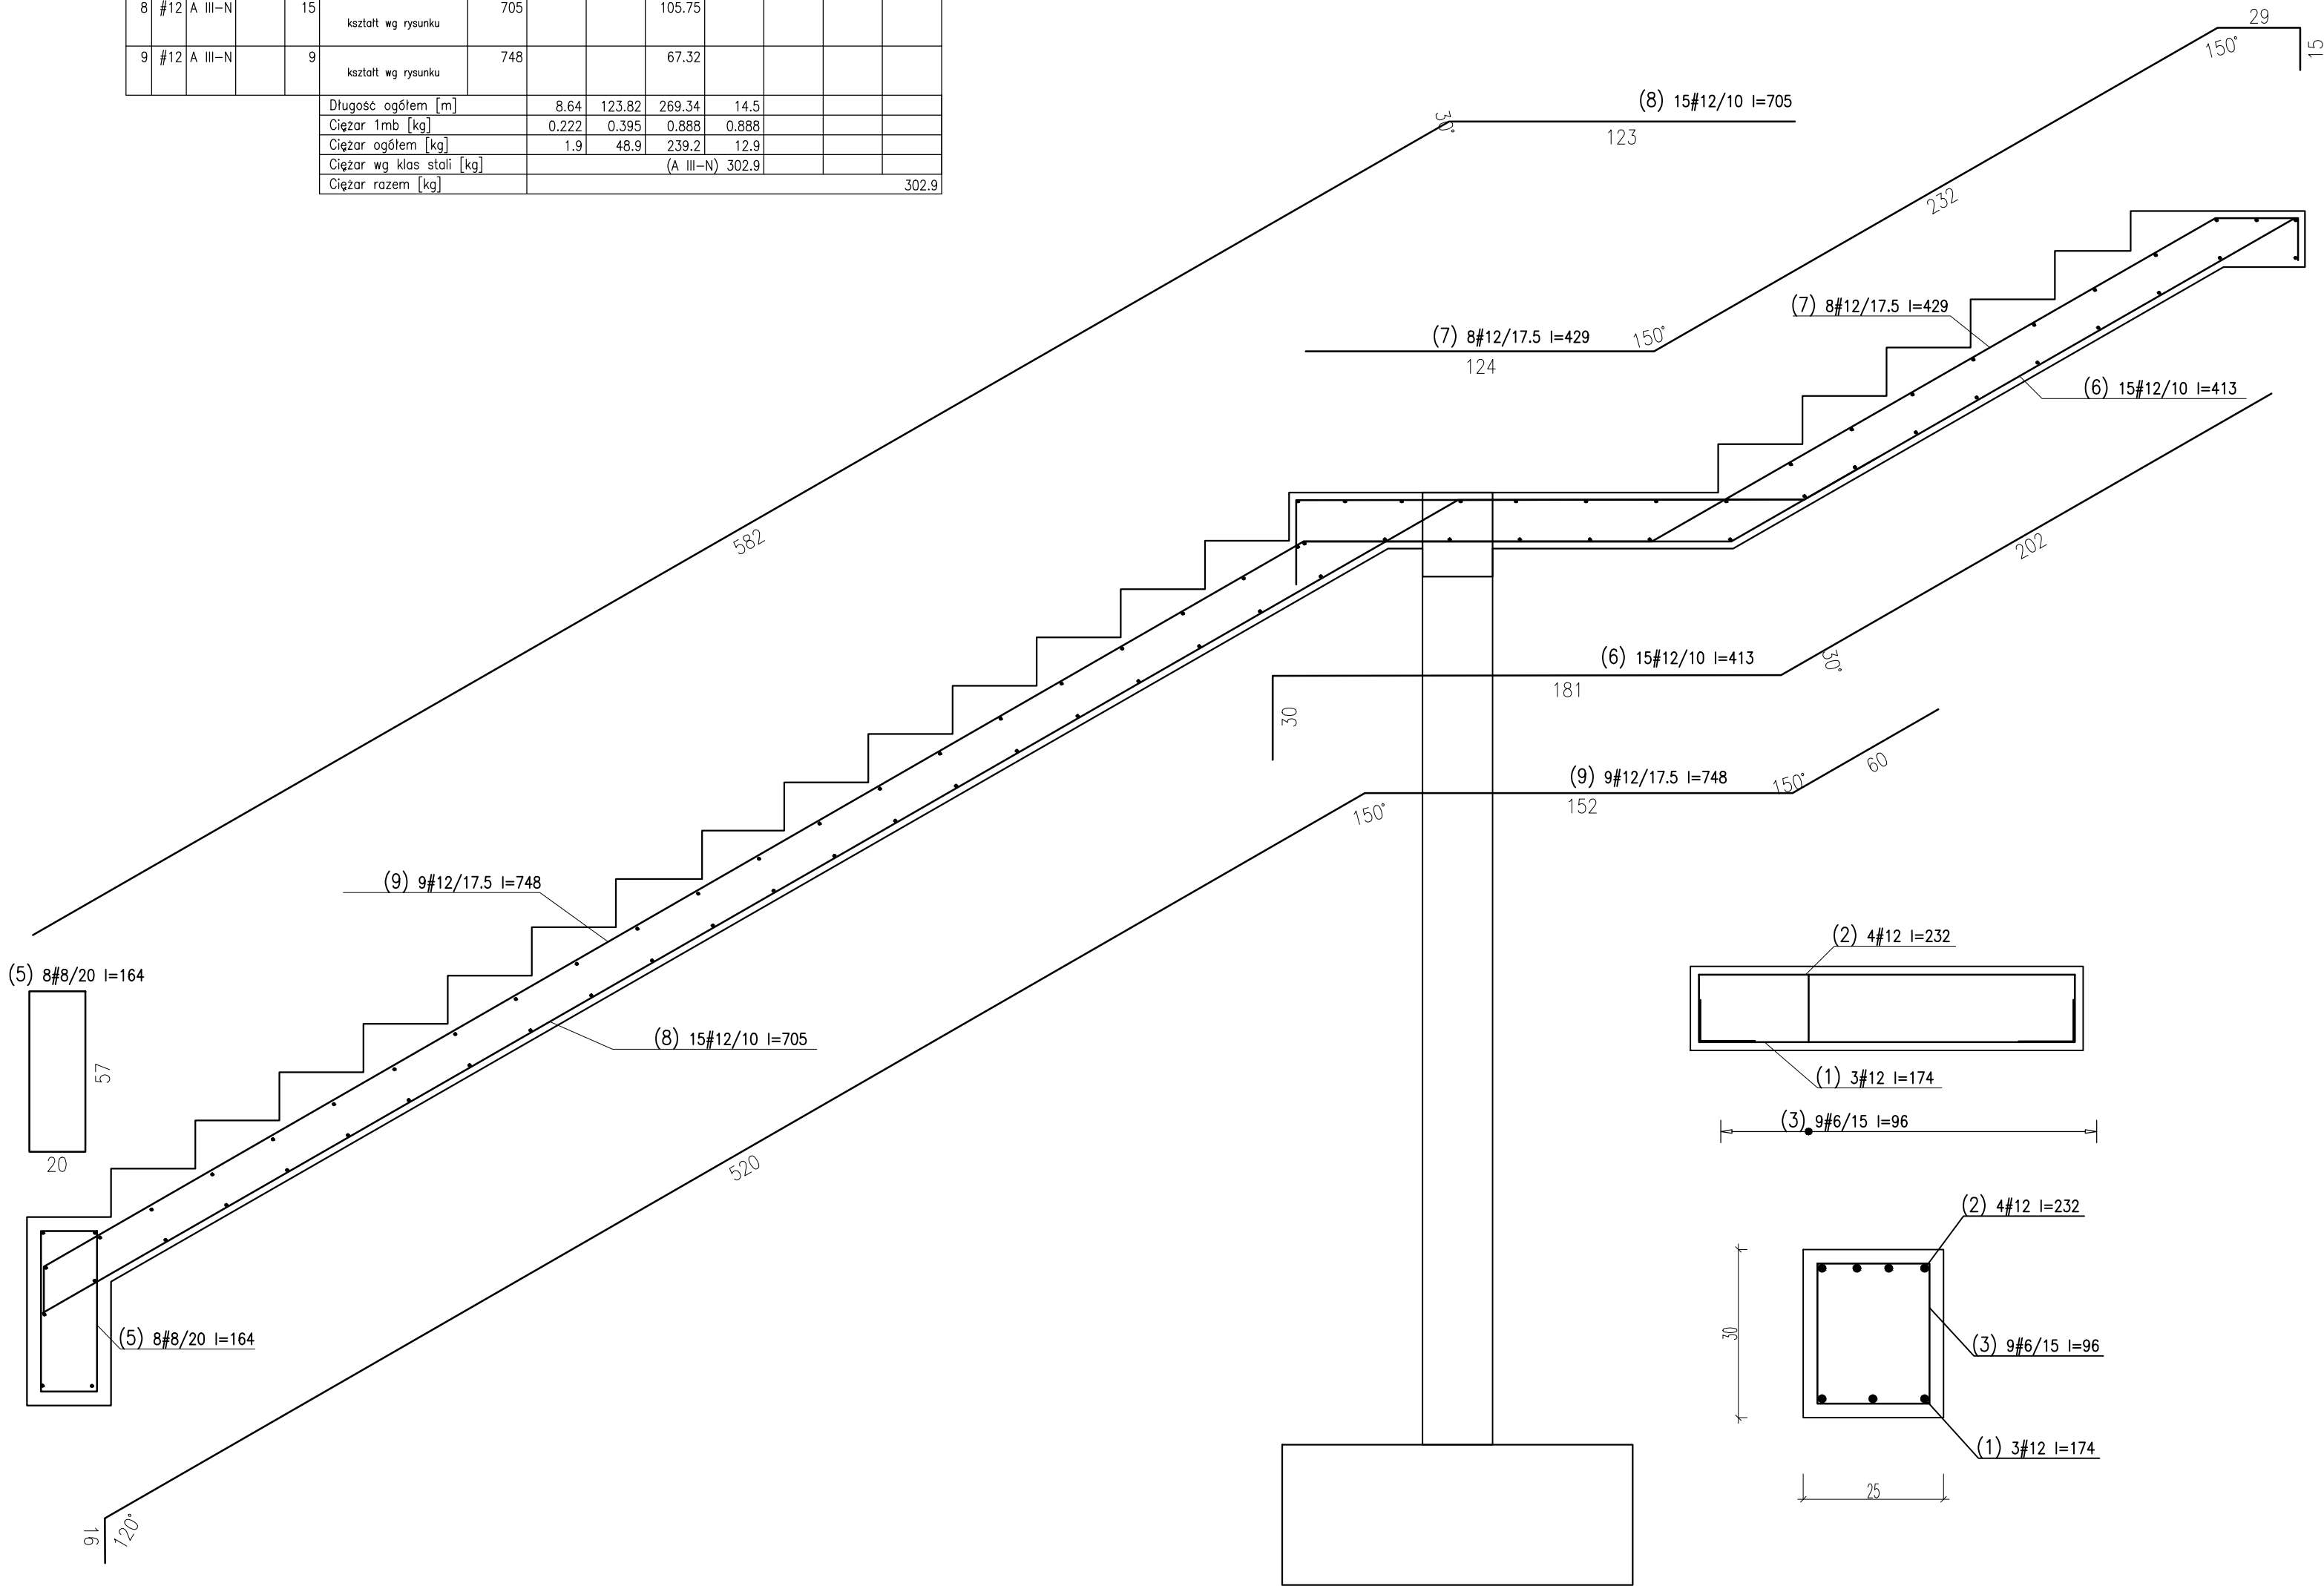 8 #12 A III-N 15 kształt wg rysunku 705 105.75
9 #12 A III-N 9 kształt wg rysunku 748 67.32
Długość ogółem [m] 8.64 123.82 269.34 14.5
Ciężar 1mb [kg] 0.222 0.395 0.888 0.888
Ciężar ogółem [kg] 1.9 48.9 239.2 12.9
Ciężar wg klas stali [kg] (A III-N) 302.9
Ciężar razem [kg] 302.9
29
15
150°
232
(8) 15#12/10 l=705
123
30°
582
(7) 8#12/17.5 l=429
124
150°
(7) 8#12/17.5 l=429
(6) 15#12/10 l=413
202
(6) 15#12/10 l=413
181
30°
30
(9) 9#12/17.5 l=748
152
150°
150°
60
520
(9) 9#12/17.5 l=748
(8) 15#12/10 l=705
(5) 8#8/20 l=164
57
20
(5) 8#8/20 l=164
16
120°
(2) 4#12 l=232
(1) 3#12 l=174
(3) 9#6/15 l=96
(2) 4#12 l=232
30
(3) 9#6/15 l=96
(1) 3#12 l=174
25